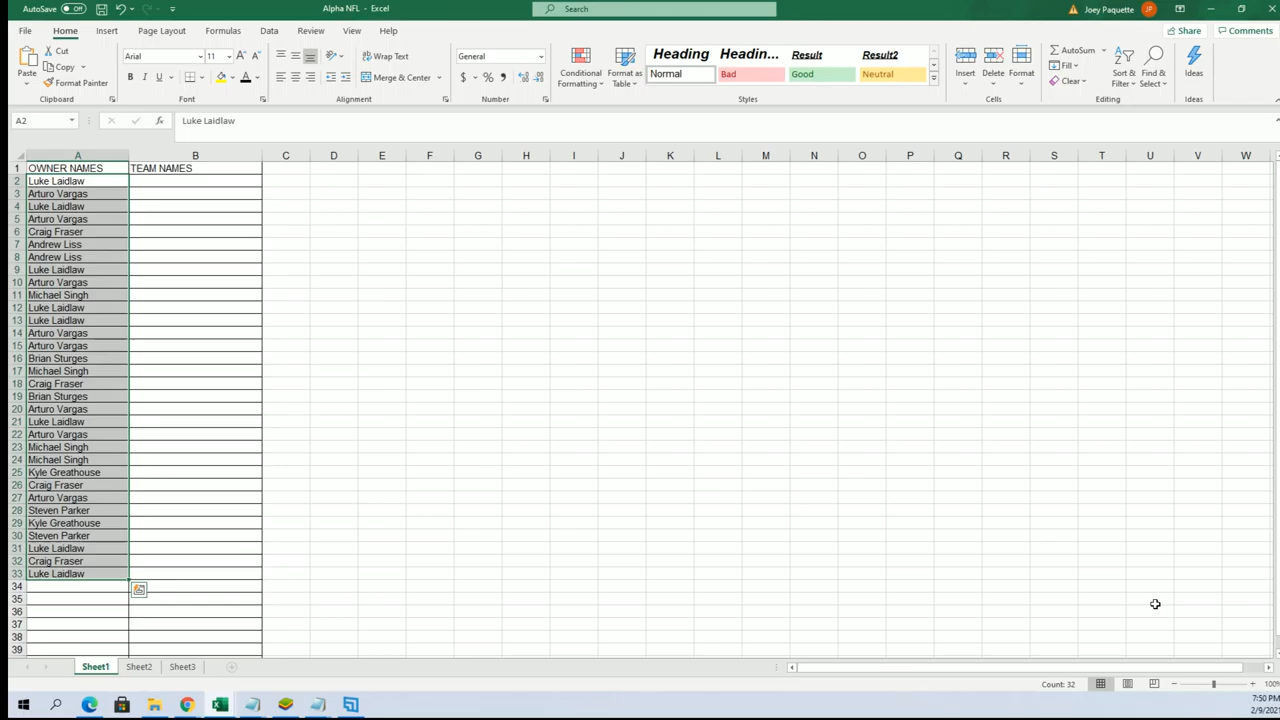 AutoSave Off
Alpha NFL - Excel
Search
Joey Paquette JP
File Home Insert Page Layout Formulas Data Review View Help
Share Comments
Paste
Cut
Copy
Format Painter
Clipboard
Arial 11
B I U
Font
Wrap Text
Merge & Center
Alignment
General
$ % 9
Number
Conditional Formatting
Format as Table
Heading Headin... Result Result2
Normal Bad Good Neutral
Styles
Insert Delete Format
Cells
AutoSum
Fill
Clear
Sort & Filter
Find & Select
Editing
Ideas
Ideas
A2 fx Luke Laidlaw
A B C D E F G H I J K L M N O P Q R S T U V W
1 OWNER NAMES TEAM NAMES
2 Luke Laidlaw
3 Arturo Vargas
4 Luke Laidlaw
5 Arturo Vargas
6 Craig Fraser
7 Andrew Liss
8 Andrew Liss
9 Luke Laidlaw
10 Arturo Vargas
11 Michael Singh
12 Luke Laidlaw
13 Luke Laidlaw
14 Arturo Vargas
15 Arturo Vargas
16 Brian Sturges
17 Michael Singh
18 Craig Fraser
19 Brian Sturges
20 Arturo Vargas
21 Luke Laidlaw
22 Arturo Vargas
23 Michael Singh
24 Michael Singh
25 Kyle Greathouse
26 Craig Fraser
27 Arturo Vargas
28 Steven Parker
29 Kyle Greathouse
30 Steven Parker
31 Luke Laidlaw
32 Craig Fraser
33 Luke Laidlaw
34
35
36
37
38
39
Sheet1 Sheet2 Sheet3
Count: 32 100%
7:50 PM
2/9/202